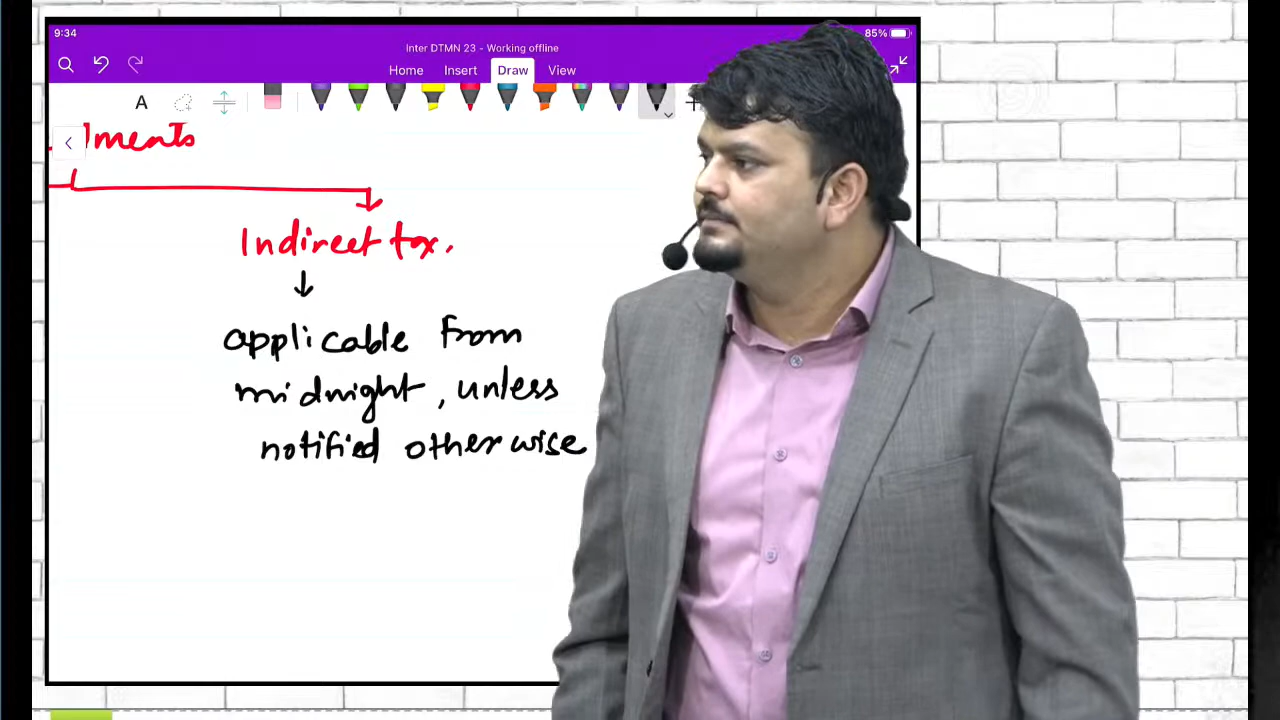 9:34
85%
Inter DTMN 23 - Working offline
Home Insert Draw View
A
Indirect tax.
applicable from
midnight, unless
notified otherwise